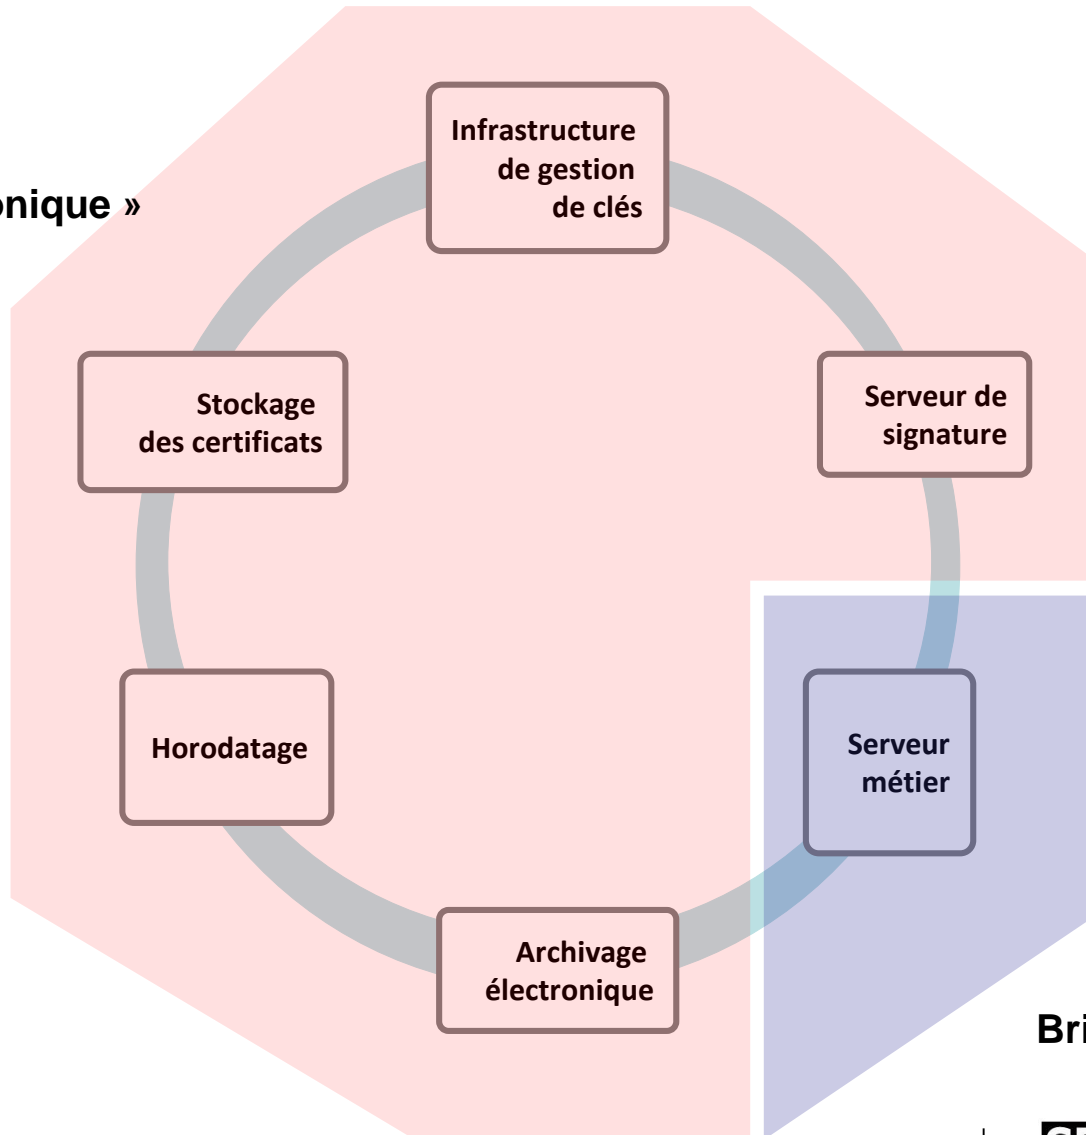 Infrastructure
de gestion
de clés
onique »
Stockage
des certificats
Serveur de
signature
Horodatage
Serveur
métier
Archivage
électronique
Bri